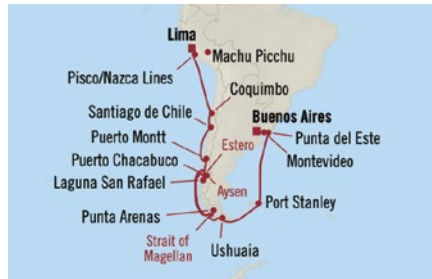 Lima
Machu Picchu
Pisco/Nazca Lines
Coquimbo
Santiago de Chile
Buenos Aires
Estero
Punta del Este
Puerto Montt
Montevideo
Puerto Chacabuco
Laguna San Rafael
Aysen
Port Stanley
Punta Arenas
Strait of
Magellan
Ushuaia